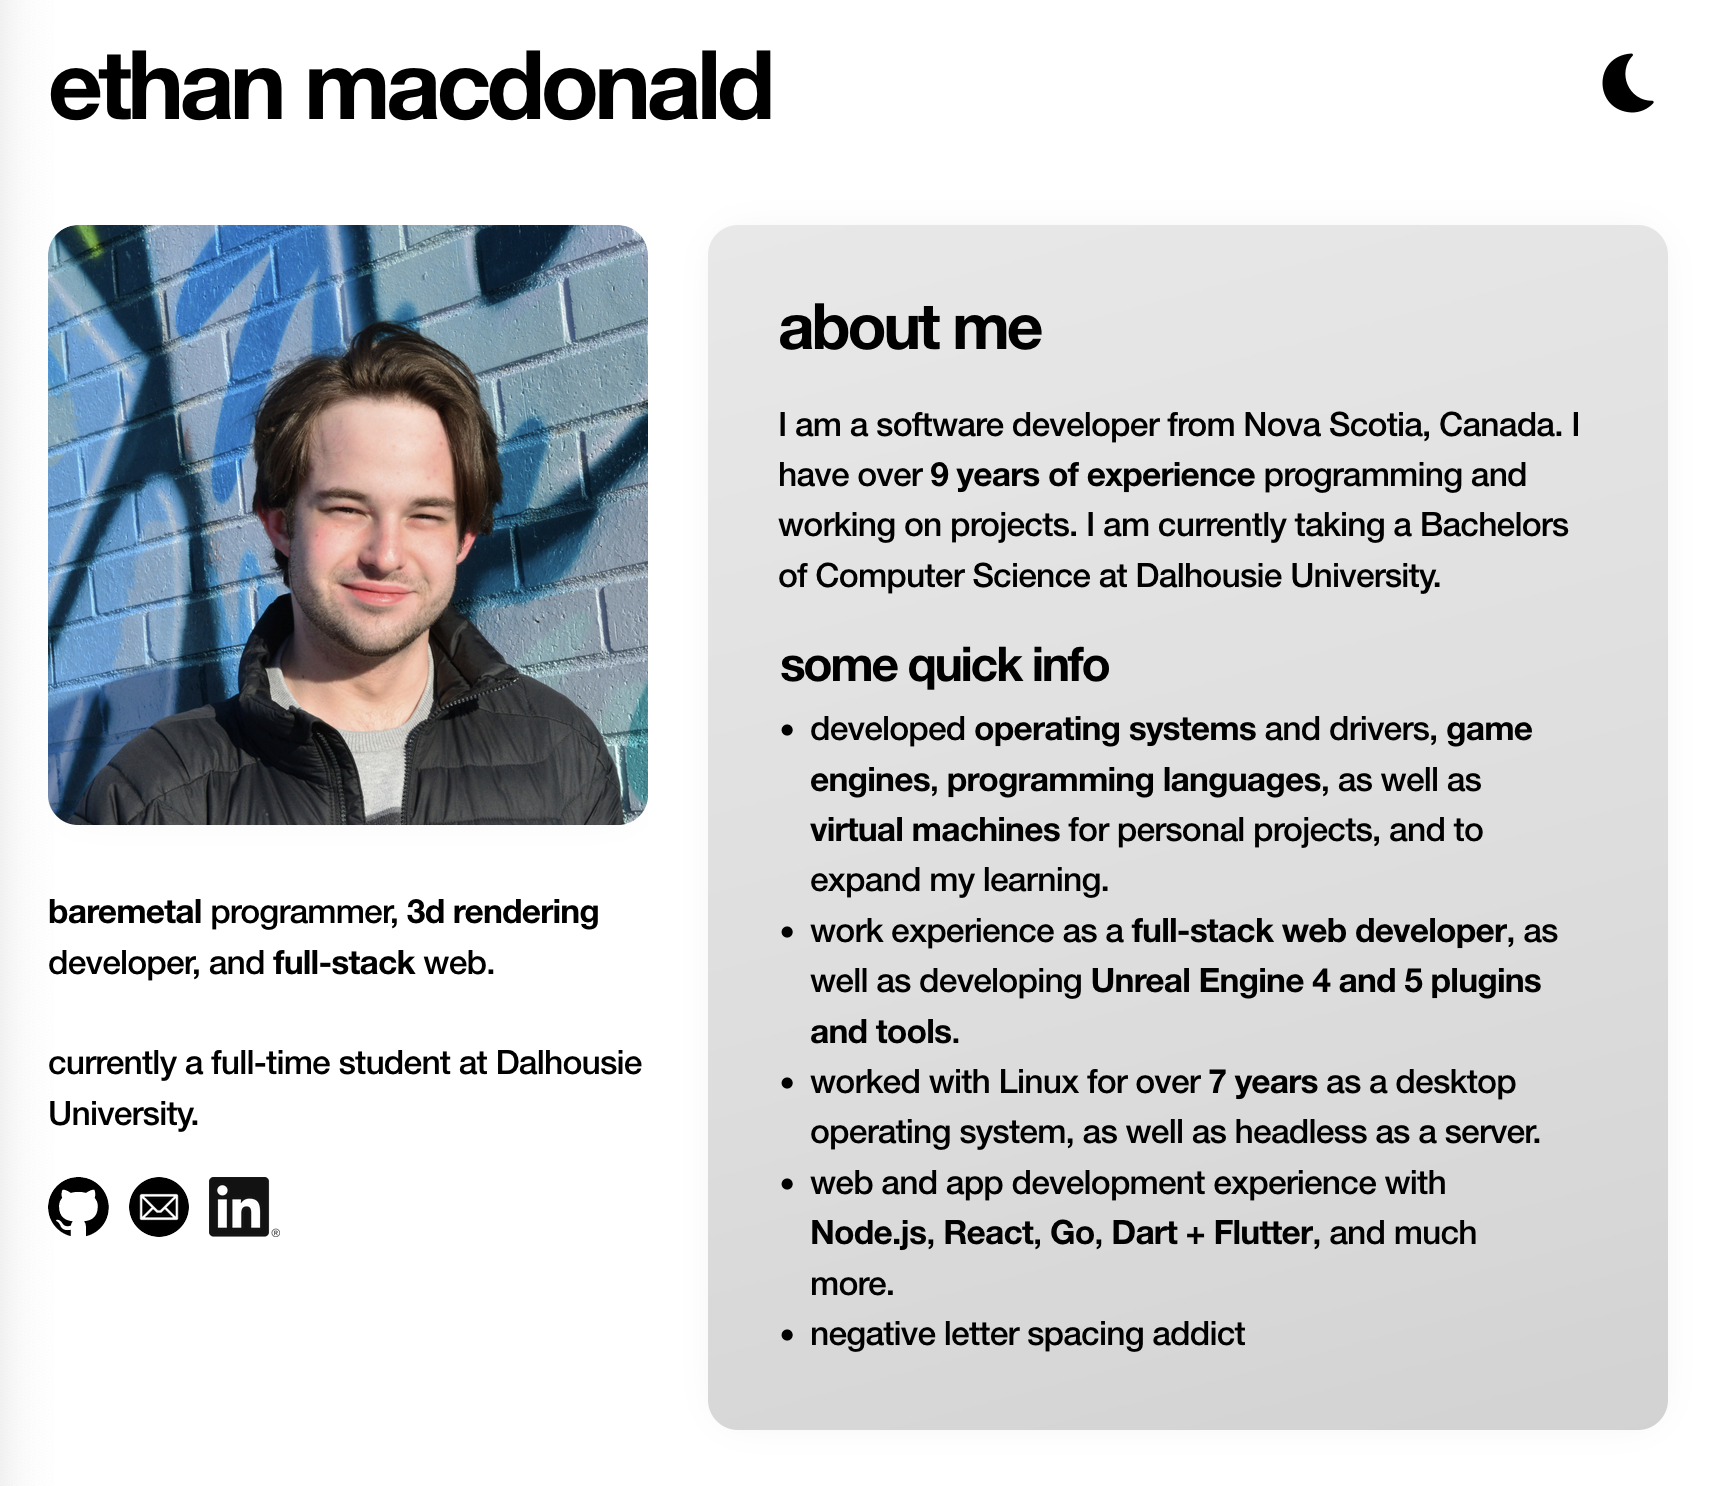 ethan macdonald
baremetal programmer, 3d rendering
developer, and full-stack web.
currently a full-time student at Dalhousie
University.
in®
about me
I am a software developer from Nova Scotia, Canada. I
have over 9 years of experience programming and
working on projects. I am currently taking a Bachelors
of Computer Science at Dalhousie University.
some quick info
• developed operating systems and drivers, game
engines, programming languages, as well as
virtual machines for personal projects, and to
expand my learning.
• work experience as a full-stack web developer, as
well as developing Unreal Engine 4 and 5 plugins
and tools.
• worked with Linux for over 7 years as a desktop
operating system, as well as headless as a server.
• web and app development experience with
Node.js, React, Go, Dart + Flutter, and much
more.
• negative letter spacing addict